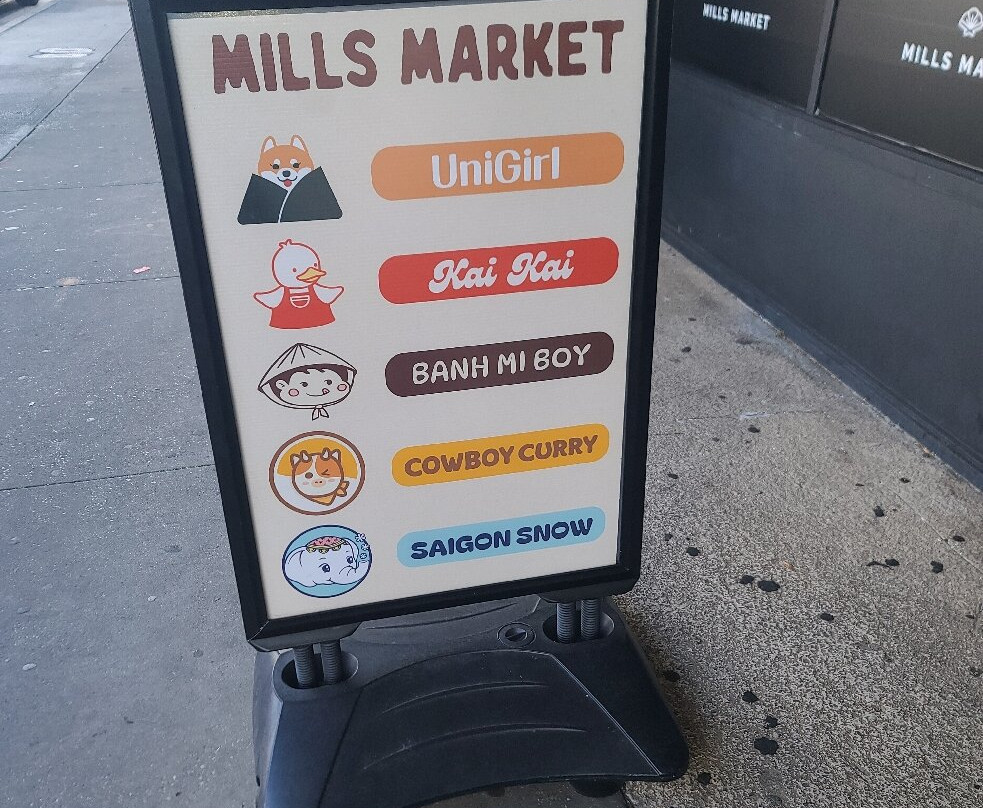 MILLS MARKET
UniGirl
Kai Kai
BANH MI BOY
COWBOY CURRY
SAIGON SNOW
MILLS MARKET
MILLS MA